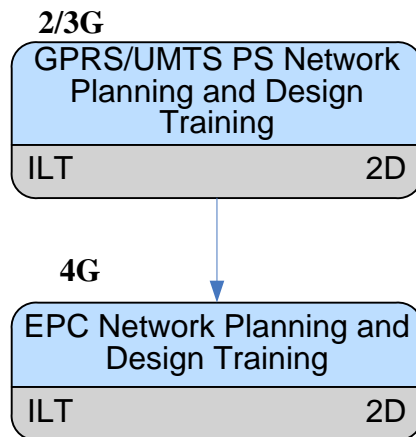 2/3G
GPRS/UMTS PS Network
Planning and Design
Training
ILT 2D
4G
EPC Network Planning and
Design Training
ILT 2D